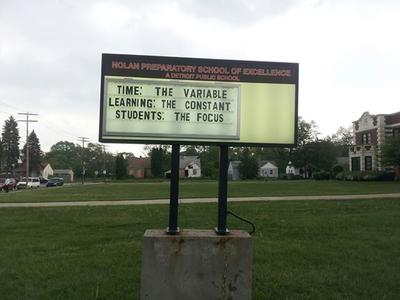 NOLAN PREPARATORY SCHOOL OF EXCELLENCE
A DETROIT PUBLIC SCHOOL
TIME: THE VARIABLE
LEARNING: THE CONSTANT
STUDENTS: THE FOCUS